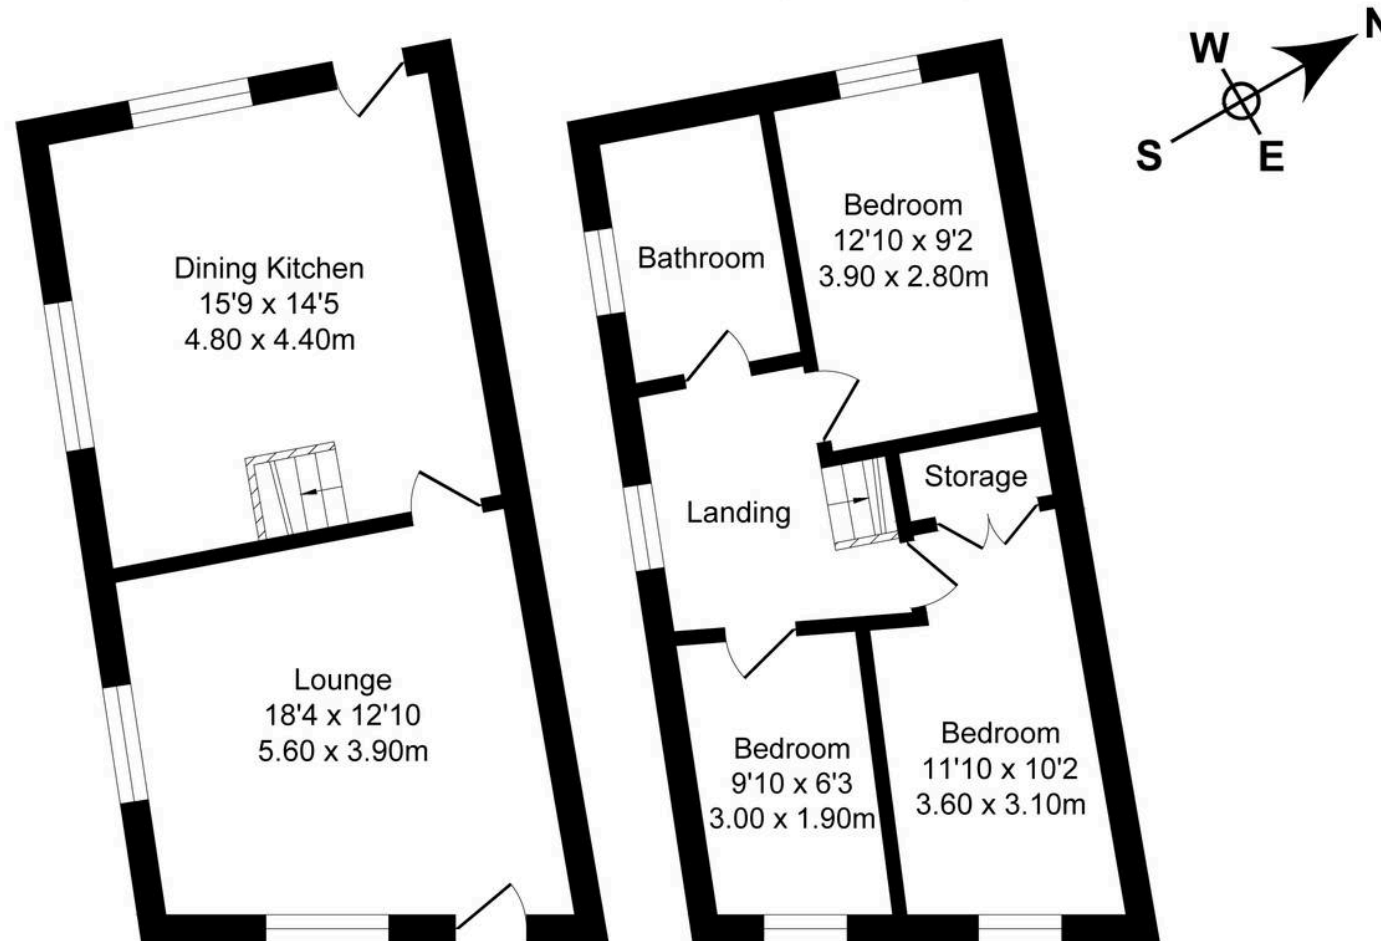 N
W
S
E
Dining Kitchen
15'9 x 14'5
4.80 x 4.40m
Lounge
18'4 x 12'10
5.60 x 3.90m
Bathroom
Bedroom
12'10 x 9'2
3.90 x 2.80m
Landing
Storage
Bedroom
9'10 x 6'3
3.00 x 1.90m
Bedroom
11'10 x 10'2
3.60 x 3.10m